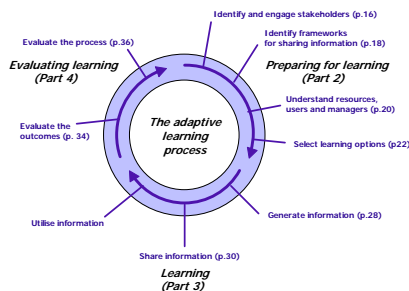 Identify and engage stakeholders (p.16)
Identify frameworks
for sharing information (p.18)
Evaluate the process (p.36)
Evaluating learning
(Part 4)
Preparing for learning
(Part 2)
Understand resources,
users and managers (p.20)
The adaptive
learning
process
Evaluate the
outcomes (p. 34)
Select learning options (p22)
Generate information (p.28)
Utilise information
Share information (p.30)
Learning
(Part 3)